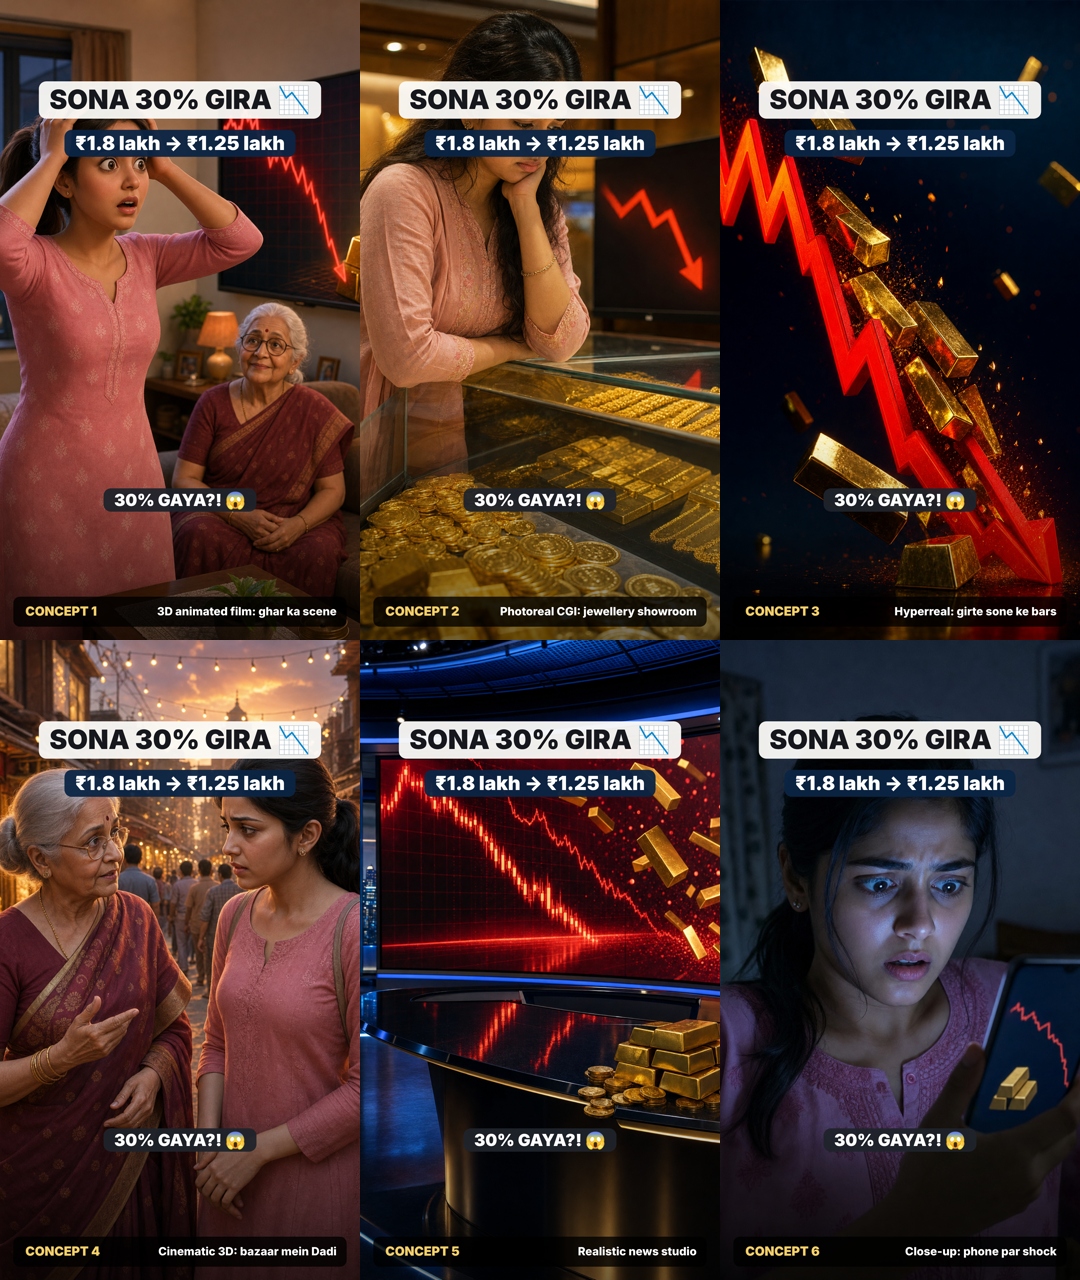 SONA 30% GIRA 📉
₹1.8 lakh → ₹1.25 lakh
30% GAYA?! 😱
CONCEPT 1 3D animated film: ghar ka scene
SONA 30% GIRA 📉
₹1.8 lakh → ₹1.25 lakh
30% GAYA?! 😱
CONCEPT 2 Photoreal CGI: jewellery showroom
SONA 30% GIRA 📉
₹1.8 lakh → ₹1.25 lakh
30% GAYA?! 😱
CONCEPT 3 Hyperreal: girte sone ke bars
SONA 30% GIRA 📉
₹1.8 lakh → ₹1.25 lakh
30% GAYA?! 😱
CONCEPT 4 Cinematic 3D: bazaar mein Dadi
SONA 30% GIRA 📉
₹1.8 lakh → ₹1.25 lakh
30% GAYA?! 😱
CONCEPT 5 Realistic news studio
SONA 30% GIRA 📉
₹1.8 lakh → ₹1.25 lakh
30% GAYA?! 😱
CONCEPT 6 Close-up: phone par shock